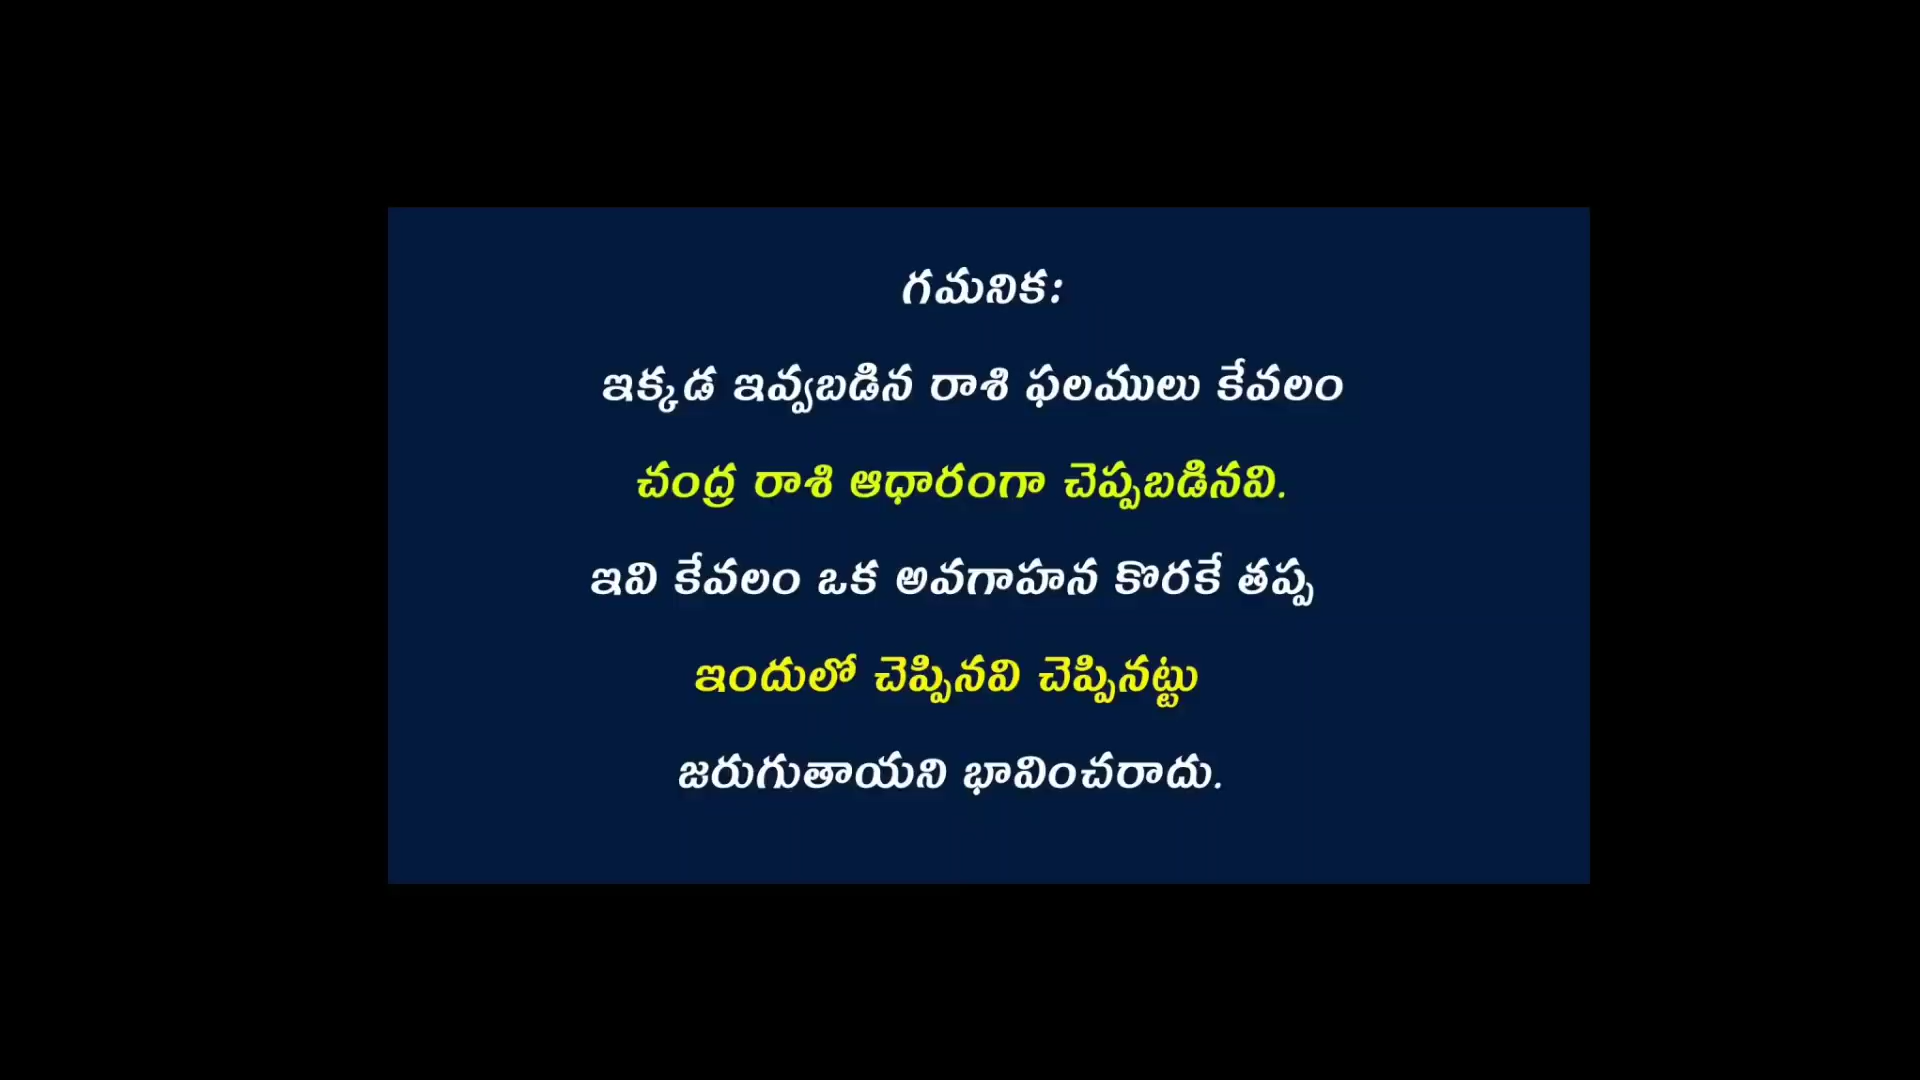 గమనిక:
ఇక్కడ ఇవ్వబడిన రాశి ఫలములు కేవలం
చంద్ర రాశి ఆధారంగా చెప్పబడినవి.
ఇవి కేవలం ఒక అవగాహన కొరకే తప్ప
ఇందులో చెప్పినవి చెప్పినట్టు
జరుగుతాయని భావించరాదు.